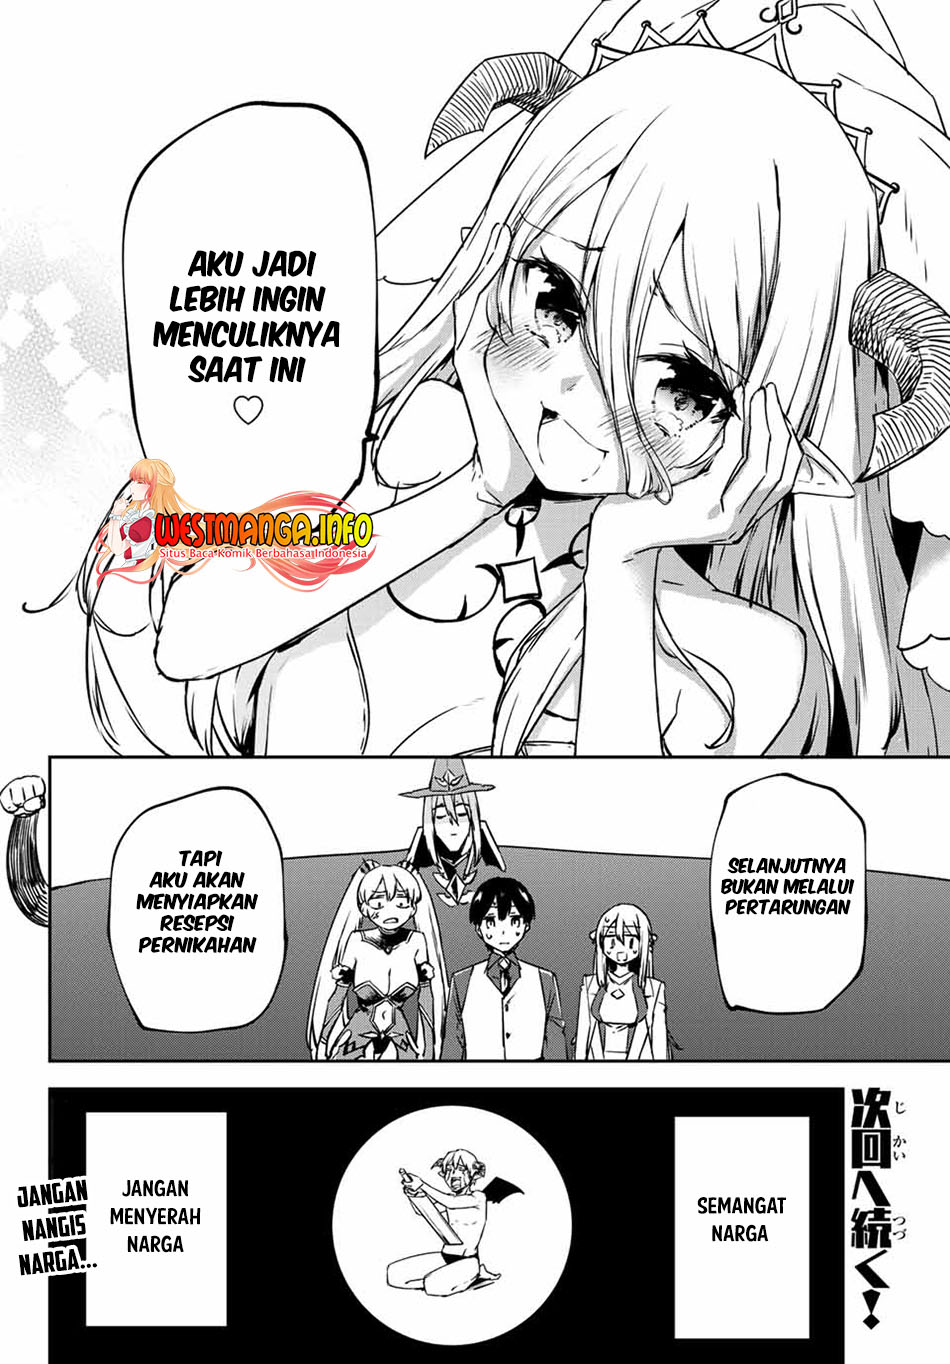 AKU JADI
LEBIH INGIN
MENCULIKNYA
SAAT INI
♡
WESTMANGA.INFO
Situs Baca Komik Berbahasa Indonesia
SELANJUTNYA
BUKAN MELALUI
PERTARUNGAN
TAPI
AKU AKAN
MENYIAPKAN
RESEPSI
PERNIKAHAN
SEMANGAT
NARGA
JANGAN
MENYERAH
NARGA
JANGAN
NANGIS
NARGA...
次回へ続く!
じかい
つづ